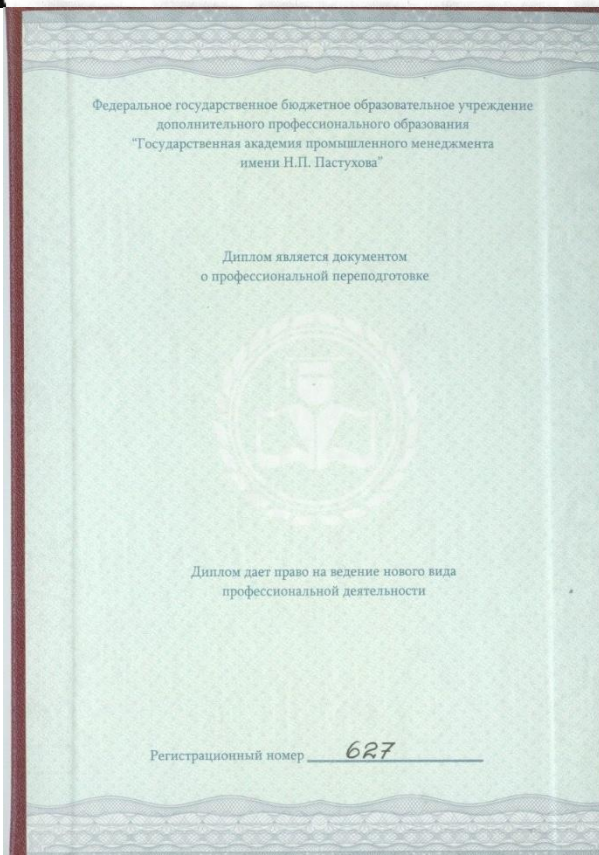 Федеральное государственное бюджетное образовательное учреждение
дополнительного профессионального образования
"Государственная академия промышленного менеджмента
имени Н.П. Пастухова"
Диплом является документом
о профессиональной переподготовке
Диплом дает право на ведение нового вида
профессиональной деятельности
Регистрационный номер 627